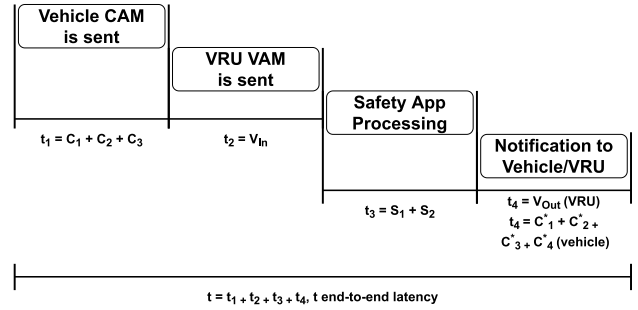 Vehicle CAM
is sent
VRU VAM
is sent
Safety App
Processing
Notification to
Vehicle/VRU
t₁ = C₁ + C₂ + C₃
t₂ = V_In
t₃ = S₁ + S₂
t₄ = V_Out (VRU)
t₄ = C*₁ + C*₂ +
C*₃ + C*₄ (vehicle)
t = t₁ + t₂ + t₃ + t₄, t end-to-end latency